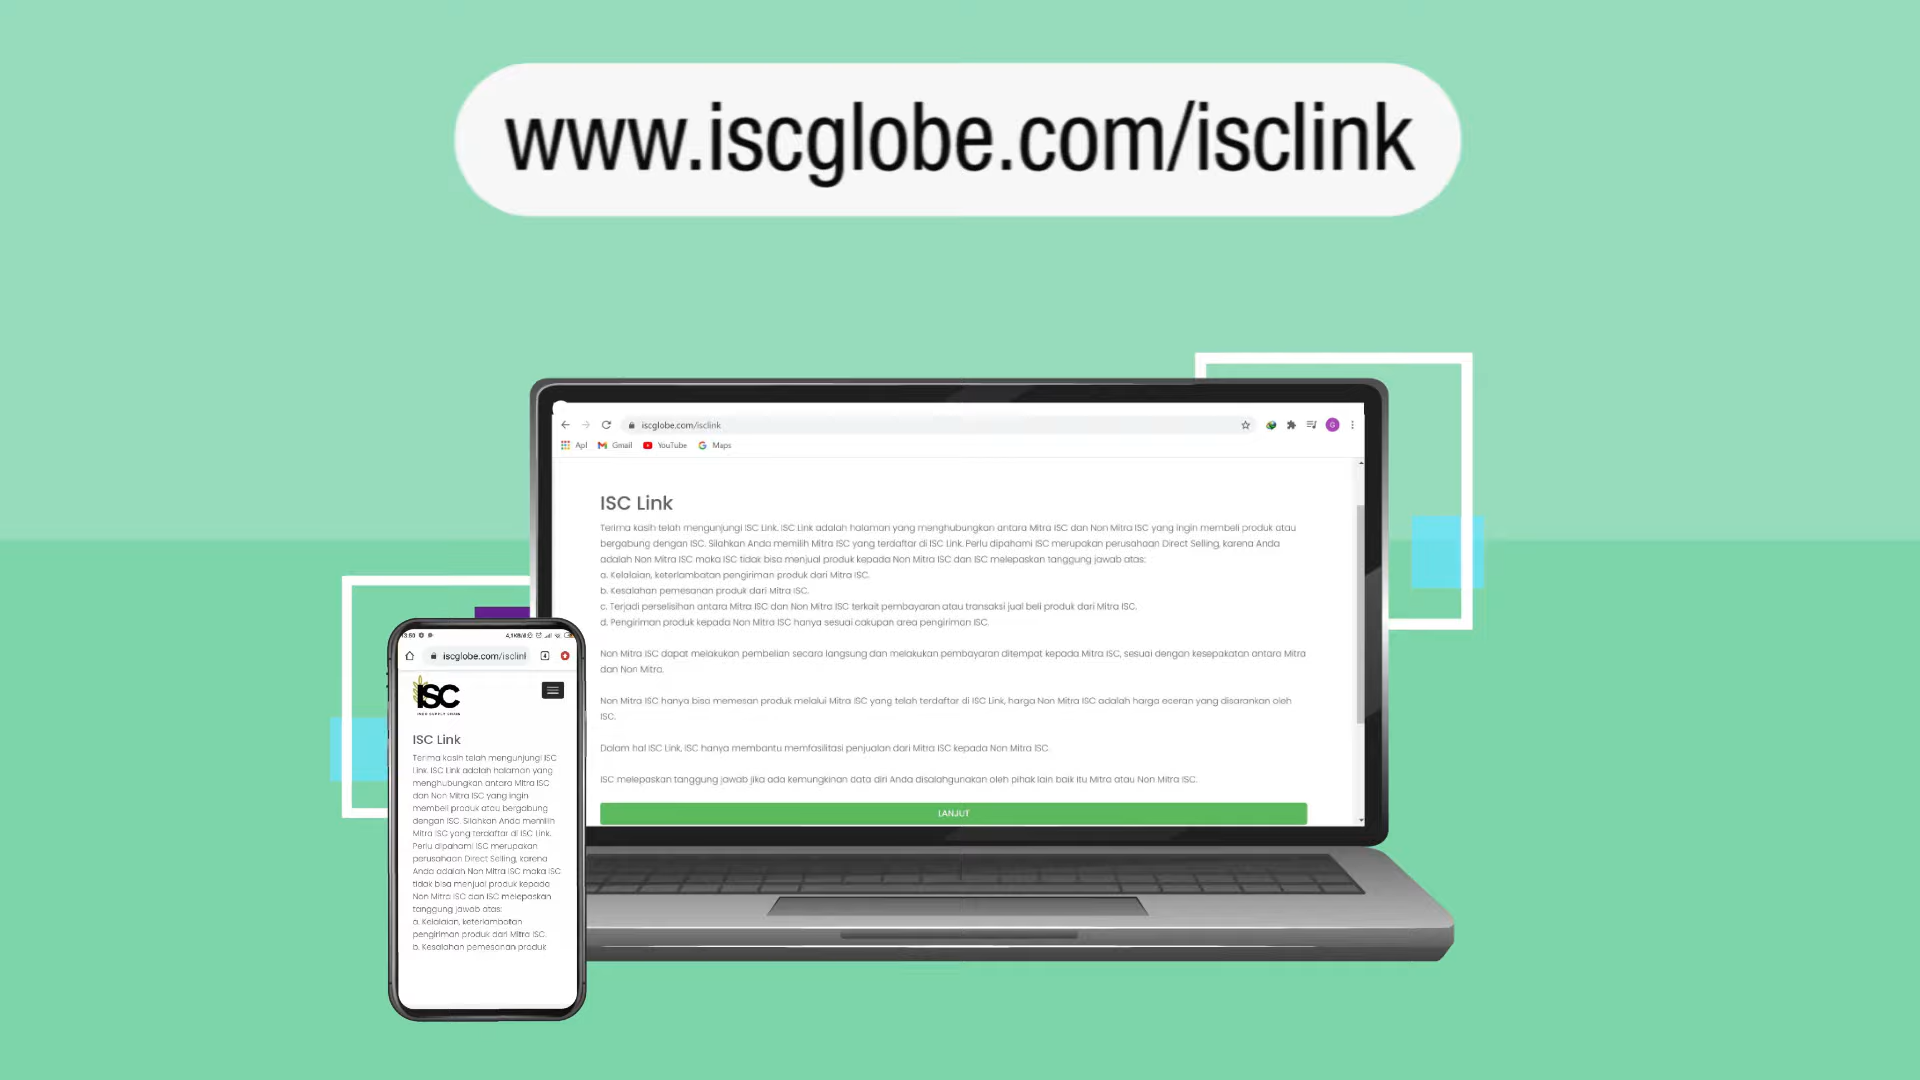 www.iscglobe.com/isclink
iscglobe.com/isclink
Apl Gmail YouTube Maps
ISC Link
Terima kasih telah mengunjungi ISC Link. ISC Link adalah halaman yang menghubungkan antara Mitra ISC dan Non Mitra ISC yang ingin membeli produk atau
bergabung dengan ISC. Silahkan Anda memilih Mitra ISC yang terdaftar di ISC Link. Perlu dipahami ISC merupakan perusahaan Direct Selling, karena Anda
adalah Non Mitra ISC maka ISC tidak bisa menjual produk kepada Non Mitra ISC dan ISC melepaskan tanggung jawab atas:
a. Kelalaian, keterlambatan pengiriman produk dari Mitra ISC.
b. Kesalahan pemesanan produk dari Mitra ISC.
c. Terjadi perselisihan antara Mitra ISC dan Non Mitra ISC terkait pembayaran atau transaksi jual beli produk dari Mitra ISC.
d. Pengiriman produk kepada Non Mitra ISC hanya sesuai cakupan area pengiriman ISC.
Non Mitra ISC dapat melakukan pembelian secara langsung dan melakukan pembayaran ditempat kepada Mitra ISC, sesuai dengan kesepakatan antara Mitra
dan Non Mitra.
Non Mitra ISC hanya bisa memesan produk melalui Mitra ISC yang telah terdaftar di ISC Link, harga Non Mitra ISC adalah harga eceran yang disarankan oleh
ISC.
Dalam hal ISC Link, ISC hanya membantu memfasilitasi penjualan dari Mitra ISC kepada Non Mitra ISC.
ISC melepaskan tanggung jawab jika ada kemungkinan data diri Anda disalahgunakan oleh pihak lain baik itu Mitra atau Non Mitra ISC.
LANJUT
iscglobe.com/isclink
ISC
ISC Link
Terima kasih telah mengunjungi ISC
Link. ISC Link adalah halaman yang
menghubungkan antara Mitra ISC
dan Non Mitra ISC yang ingin
membeli produk atau bergabung
dengan ISC. Silahkan Anda memilih
Mitra ISC yang terdaftar di ISC Link.
Perlu dipahami ISC merupakan
perusahaan Direct Selling, karena
Anda adalah Non Mitra ISC maka ISC
tidak bisa menjual produk kepada
Non Mitra ISC dan ISC melepaskan
tanggung jawab atas:
a. Kelalaian, keterlambatan
pengiriman produk dari Mitra ISC.
b. Kesalahan pemesanan produk